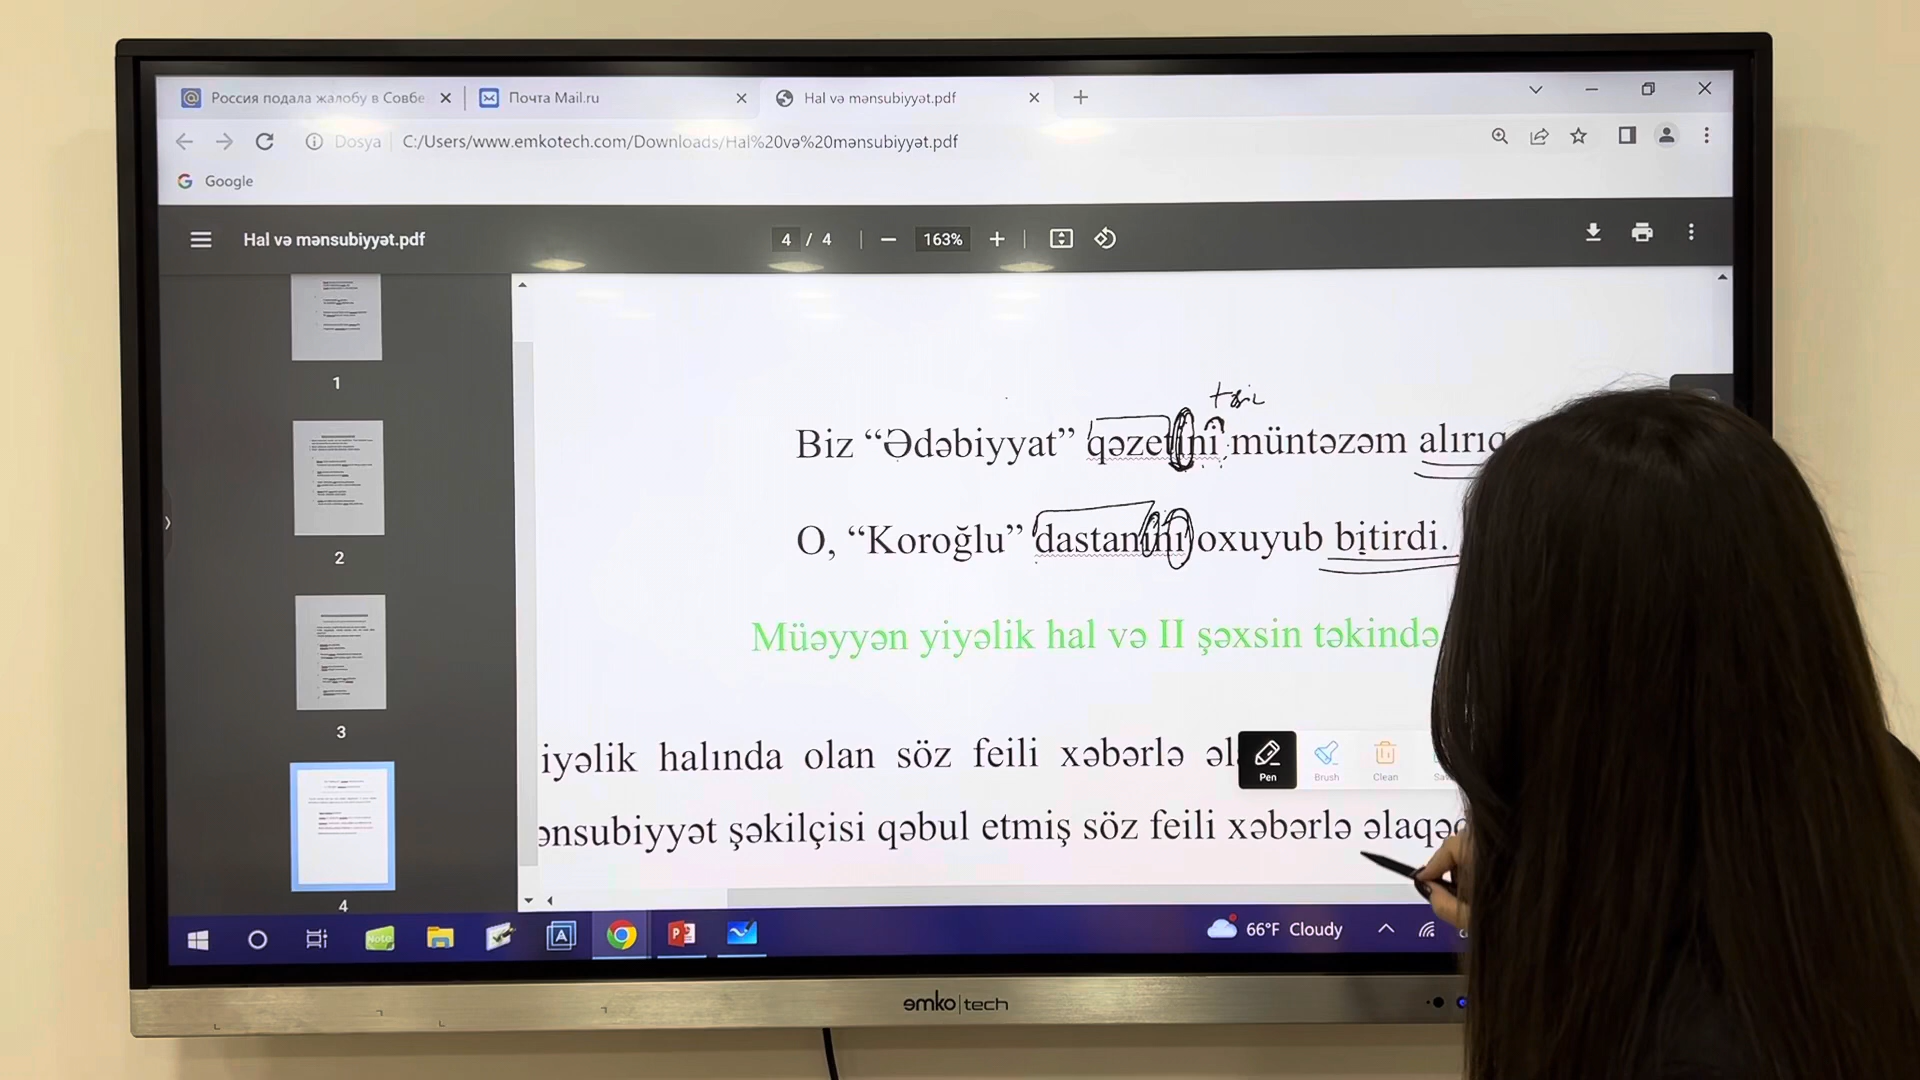 Россия подала жалобу в Совбе
Почта Mail.ru
Hal və mənsubiyyət.pdf
Dosya
C:/Users/www.emkotech.com/Downloads/Hal%20və%20mənsubiyyət.pdf
Google
Hal və mənsubiyyət.pdf
4 / 4
163%
1
2
3
4
Biz “Ədəbiyyat” qəzetini müntəzəm alırıq
O, “Koroğlu” dastanını oxuyub bitirdi.
Müəyyən yiyəlik hal və II şəxsin təkində
iyəlik halında olan söz feili xəbərlə əl
ənsubiyyət şəkilçisi qəbul etmiş söz feili xəbərlə əlaqəd
Pen
Brush
Clean
Note
66°F Cloudy
emko|tech